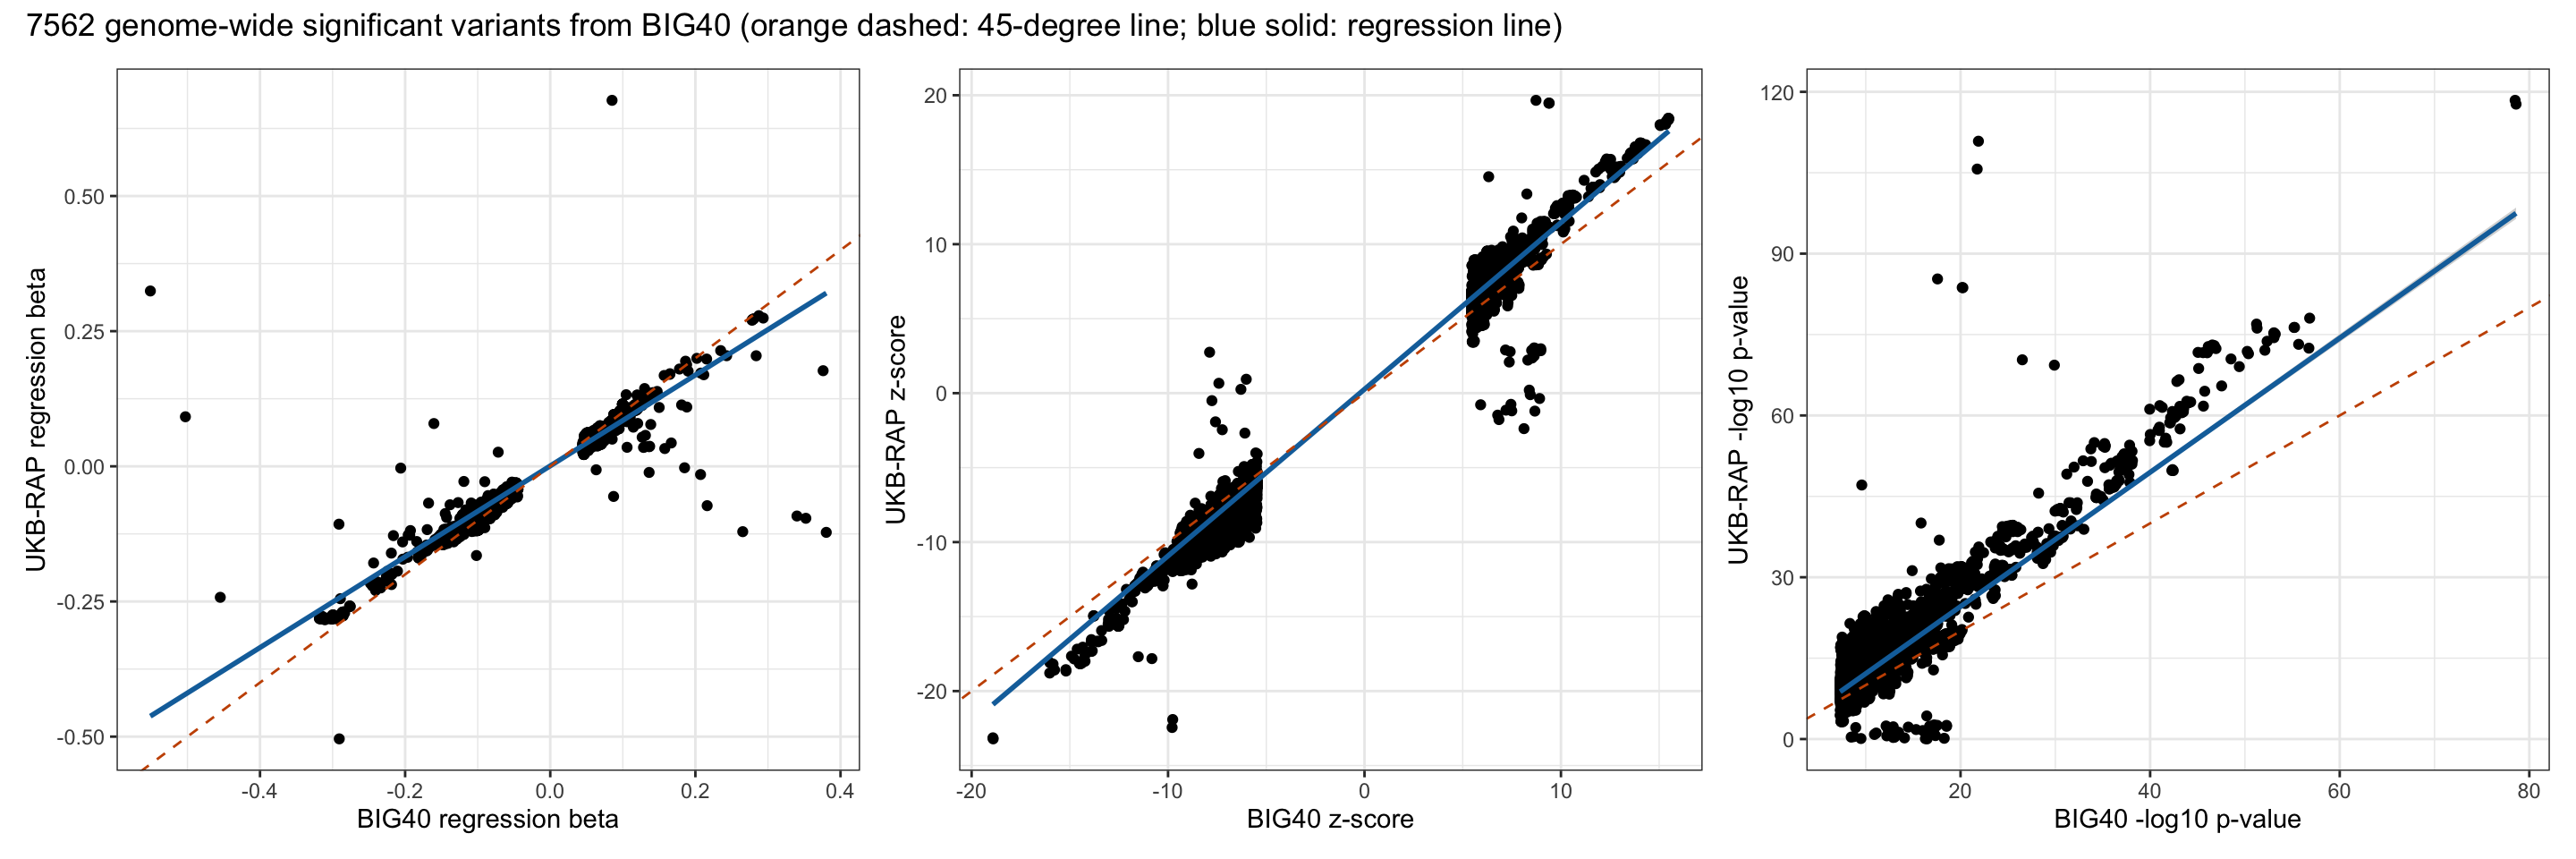 7562 genome-wide significant variants from BIG40 (orange dashed: 45-degree line; blue solid: regression line)
UKB-RAP regression beta
0.50
0.25
0.00
-0.25
-0.50
-0.4 -0.2 0.0 0.2 0.4
BIG40 regression beta
UKB-RAP z-score
20
10
0
-10
-20
-20 -10 0 10
BIG40 z-score
UKB-RAP -log10 p-value
120
90
60
30
0
20 40 60 80
BIG40 -log10 p-value